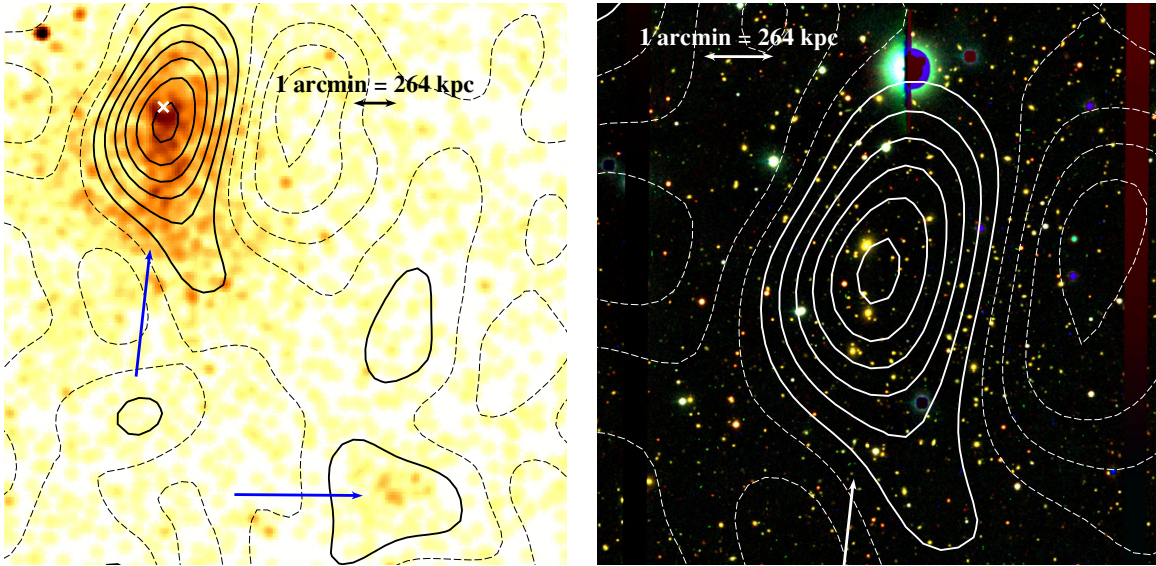 1 arcmin = 264 kpc
1 arcmin = 264 kpc